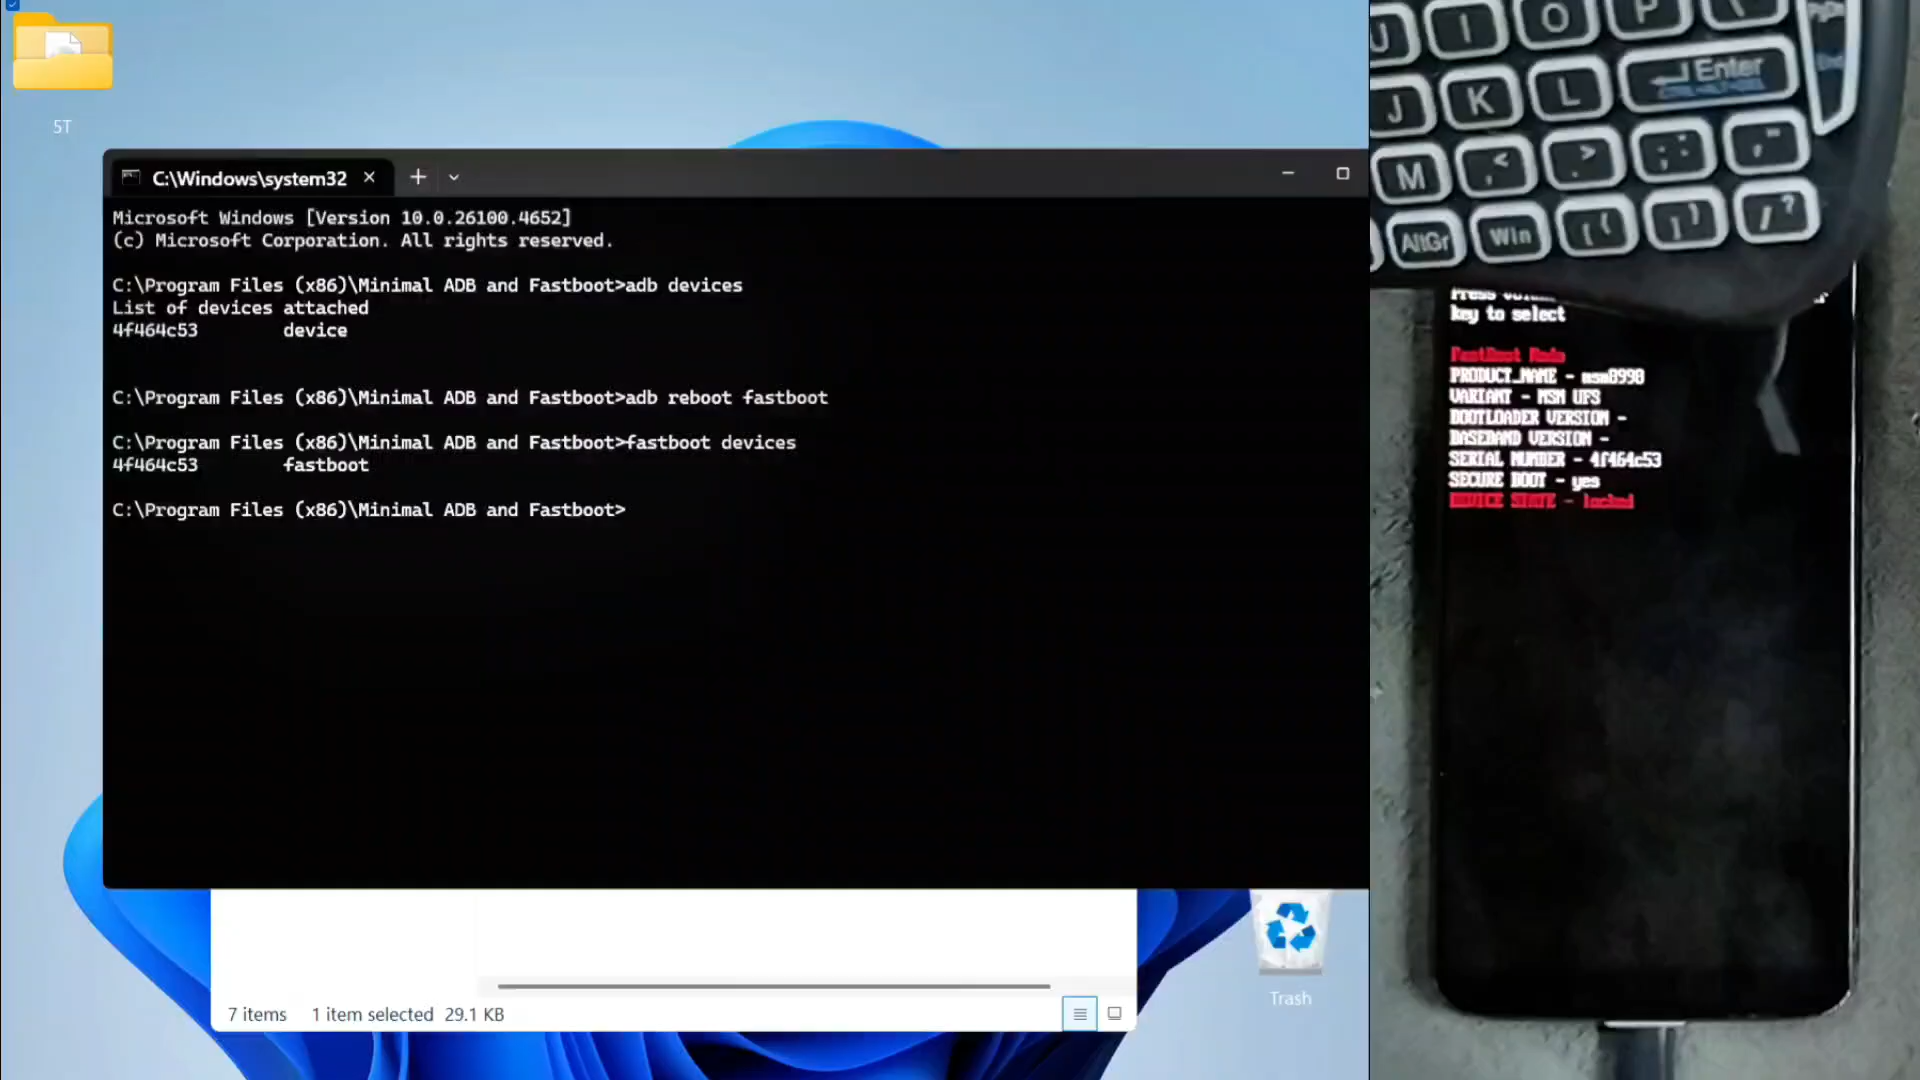 5T
C:\Windows\system32
Microsoft Windows [Version 10.0.26100.4652]
(c) Microsoft Corporation. All rights reserved.
C:\Program Files (x86)\Minimal ADB and Fastboot>adb devices
List of devices attached
4f464c53 device
C:\Program Files (x86)\Minimal ADB and Fastboot>adb reboot fastboot
C:\Program Files (x86)\Minimal ADB and Fastboot>fastboot devices
4f464c53 fastboot
C:\Program Files (x86)\Minimal ADB and Fastboot>
Trash
7 items 1 item selected 29.1 KB
U I O P
J K L Enter
M , < . > ; : , "
AltGr Win [ ( ] ) / ?
Press
key to select
FastBoot Mode
PRODUCT_NAME - msm8998
VARIANT - MSM UFS
BOOTLOADER VERSION -
BASEBAND VERSION -
SERIAL NUMBER - 4f464c53
SECURE BOOT - yes
DEVICE STATE - locked